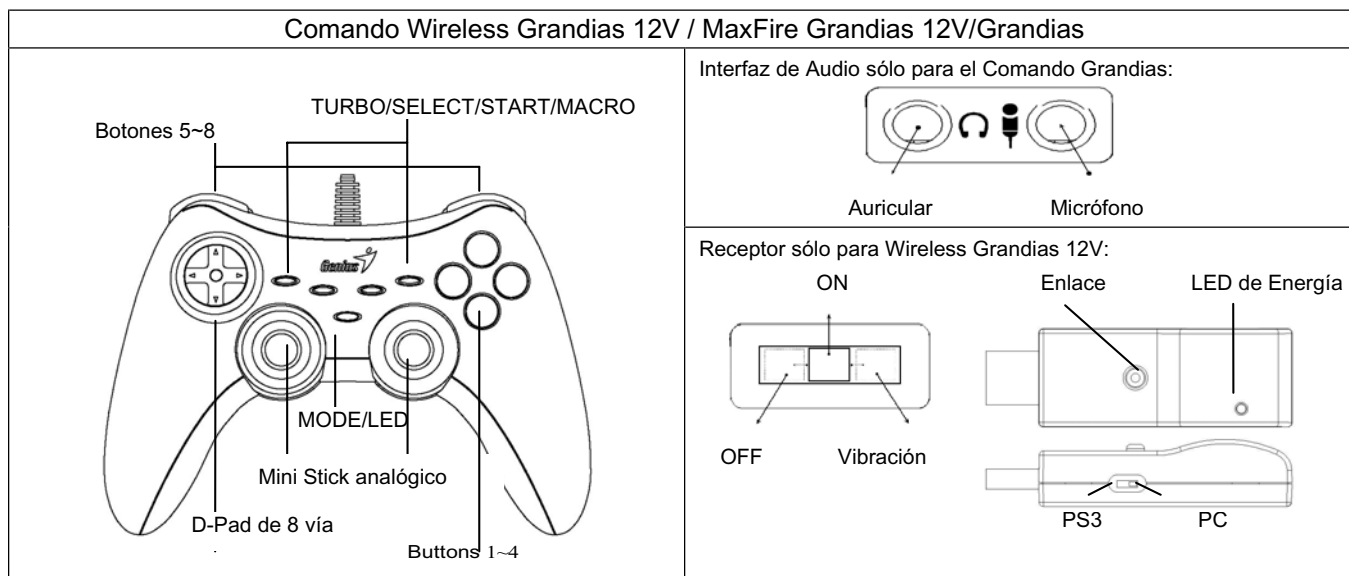 Comando Wireless Grandias 12V / MaxFire Grandias 12V/Grandias
TURBO/SELECT/START/MACRO
Botones 5~8
Genius
MODE/LED
Mini Stick analógico
D-Pad de 8 vía
Buttons 1~4
Interfaz de Audio sólo para el Comando Grandias:
Auricular
Micrófono
Receptor sólo para Wireless Grandias 12V:
ON
Enlace
LED de Energía
OFF
Vibración
PS3
PC